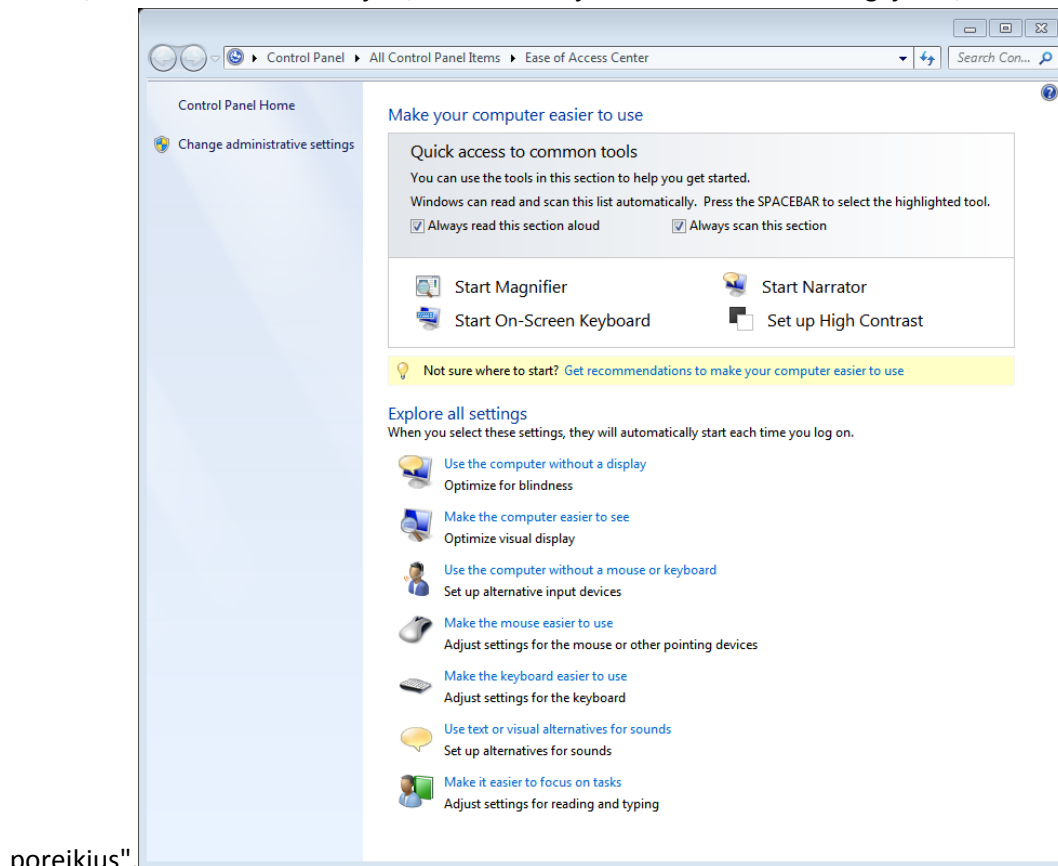 Control Panel ▸ All Control Panel Items ▸ Ease of Access Center
Search Con...
Control Panel Home
Change administrative settings
Make your computer easier to use
Quick access to common tools
You can use the tools in this section to help you get started.
Windows can read and scan this list automatically. Press the SPACEBAR to select the highlighted tool.
Always read this section aloud Always scan this section
Start Magnifier Start Narrator
Start On-Screen Keyboard Set up High Contrast
Not sure where to start? Get recommendations to make your computer easier to use
Explore all settings
When you select these settings, they will automatically start each time you log on.
Use the computer without a display
Optimize for blindness
Make the computer easier to see
Optimize visual display
Use the computer without a mouse or keyboard
Set up alternative input devices
Make the mouse easier to use
Adjust settings for the mouse or other pointing devices
Make the keyboard easier to use
Adjust settings for the keyboard
Use text or visual alternatives for sounds
Set up alternatives for sounds
Make it easier to focus on tasks
Adjust settings for reading and typing
poreikius".